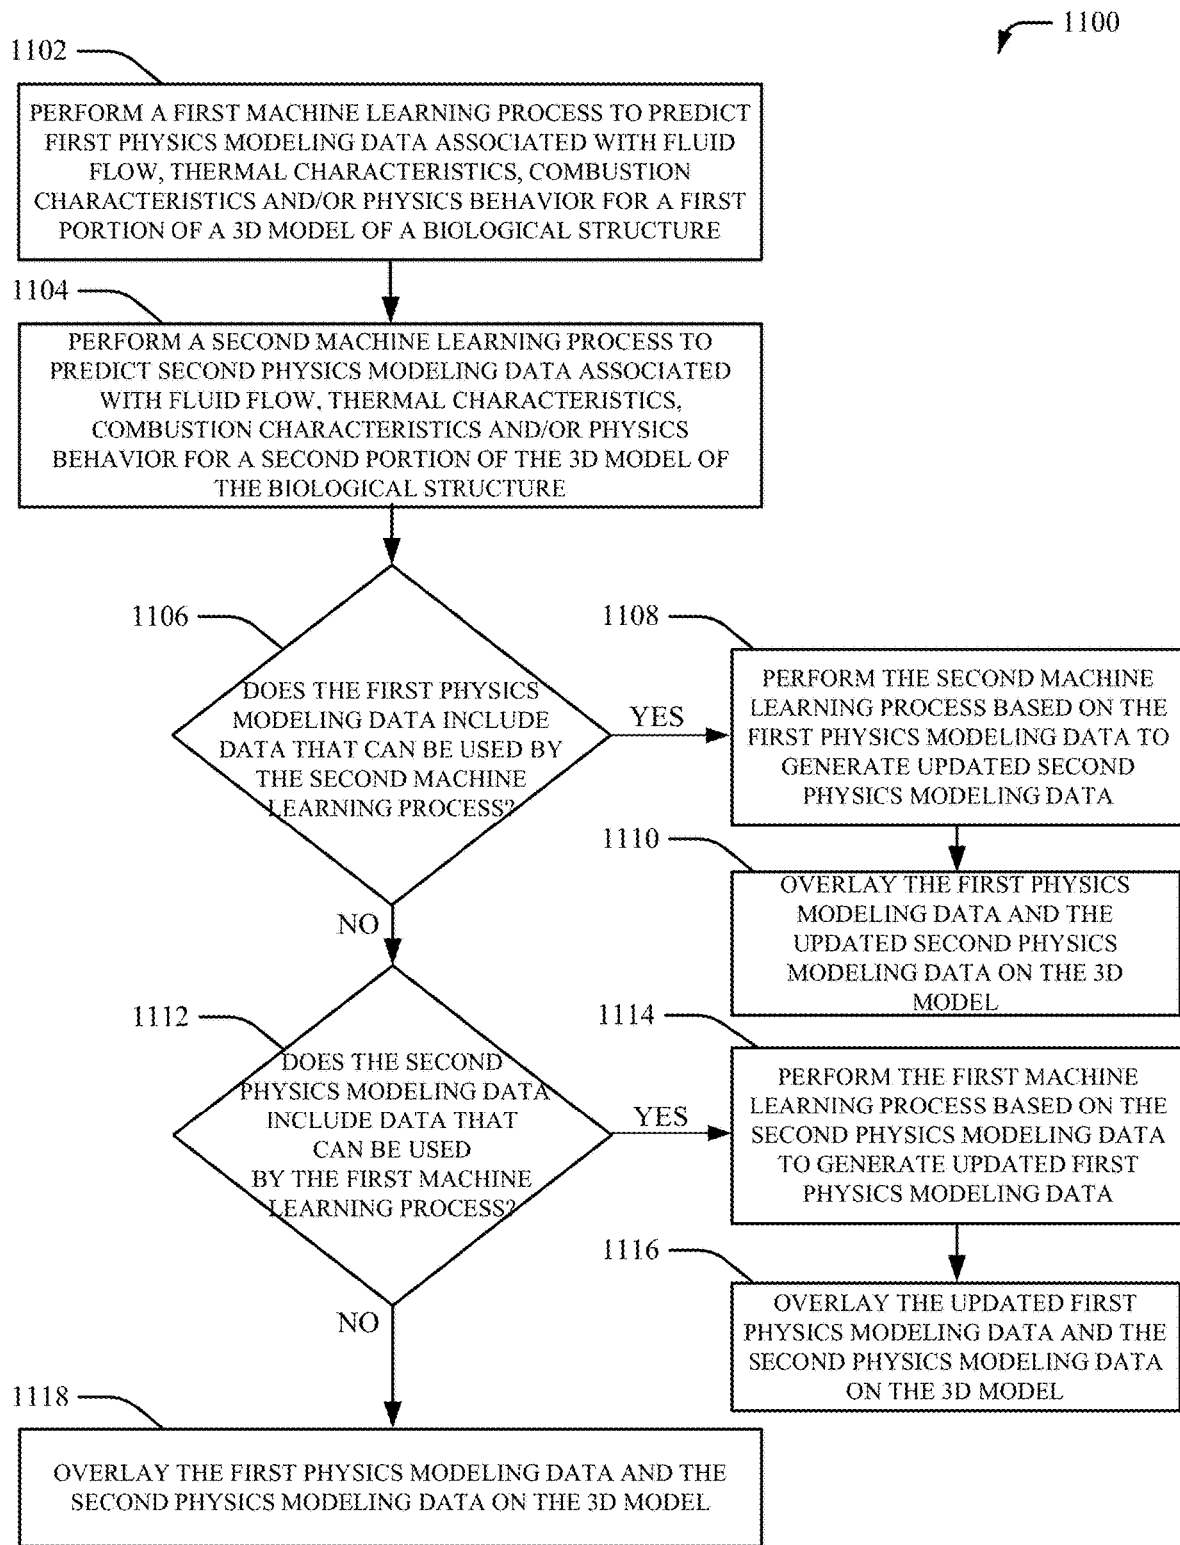 1100
1102
PERFORM A FIRST MACHINE LEARNING PROCESS TO PREDICT
FIRST PHYSICS MODELING DATA ASSOCIATED WITH FLUID
FLOW, THERMAL CHARACTERISTICS, COMBUSTION
CHARACTERISTICS AND/OR PHYSICS BEHAVIOR FOR A FIRST
PORTION OF A 3D MODEL OF A BIOLOGICAL STRUCTURE
1104
PERFORM A SECOND MACHINE LEARNING PROCESS TO
PREDICT SECOND PHYSICS MODELING DATA ASSOCIATED
WITH FLUID FLOW, THERMAL CHARACTERISTICS,
COMBUSTION CHARACTERISTICS AND/OR PHYSICS
BEHAVIOR FOR A SECOND PORTION OF THE 3D MODEL OF
THE BIOLOGICAL STRUCTURE
1106
DOES THE FIRST PHYSICS
MODELING DATA INCLUDE
DATA THAT CAN BE USED BY
THE SECOND MACHINE
LEARNING PROCESS?
YES
1108
PERFORM THE SECOND MACHINE
LEARNING PROCESS BASED ON THE
FIRST PHYSICS MODELING DATA TO
GENERATE UPDATED SECOND
PHYSICS MODELING DATA
1110
OVERLAY THE FIRST PHYSICS
MODELING DATA AND THE
UPDATED SECOND PHYSICS
MODELING DATA ON THE 3D
MODEL
NO
1112
DOES THE SECOND
PHYSICS MODELING DATA
INCLUDE DATA THAT
CAN BE USED
BY THE FIRST MACHINE
LEARNING PROCESS?
YES
1114
PERFORM THE FIRST MACHINE
LEARNING PROCESS BASED ON THE
SECOND PHYSICS MODELING DATA
TO GENERATE UPDATED FIRST
PHYSICS MODELING DATA
1116
OVERLAY THE UPDATED FIRST
PHYSICS MODELING DATA AND THE
SECOND PHYSICS MODELING DATA
ON THE 3D MODEL
NO
1118
OVERLAY THE FIRST PHYSICS MODELING DATA AND THE
SECOND PHYSICS MODELING DATA ON THE 3D MODEL